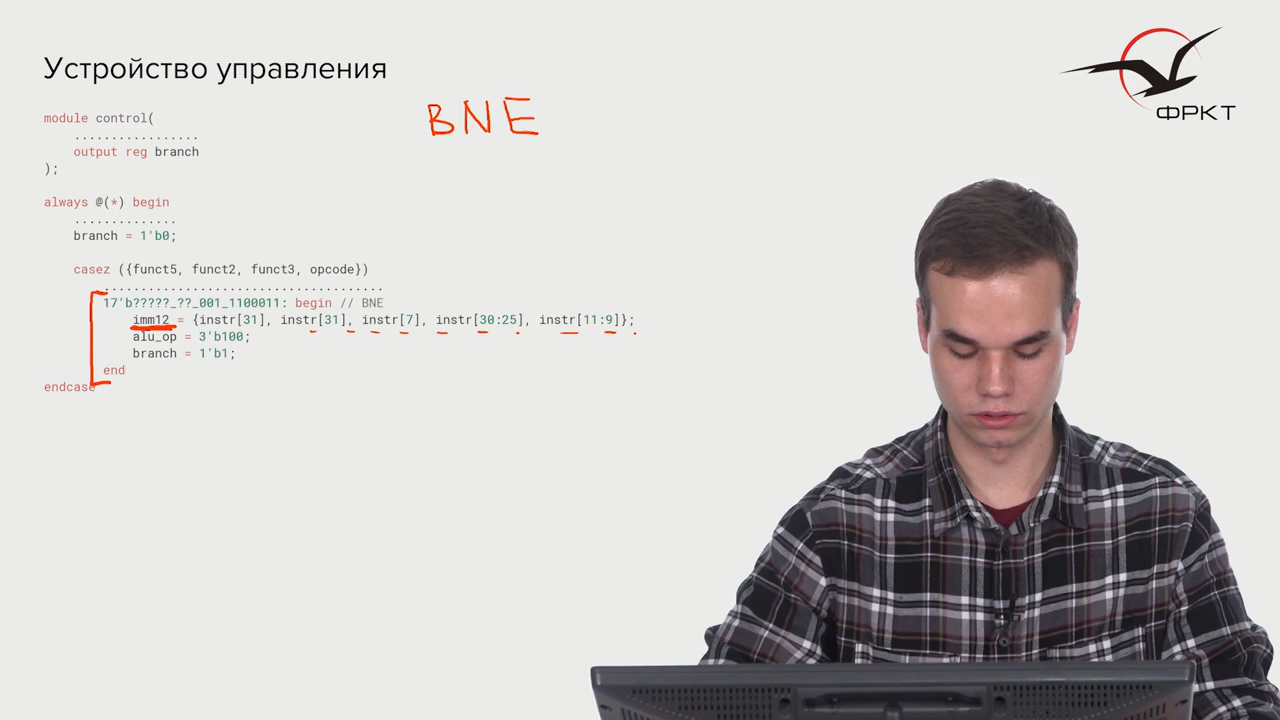 Устройство управления
BNE
ФРКТ
module control(
.................
output reg branch
);
always @(*) begin
..............
branch = 1'b0;
casez ({funct5, funct2, funct3, opcode})
......................................
17'b?????_??_001_1100011: begin // BNE
imm12 = {instr[31], instr[31], instr[7], instr[30:25], instr[11:9]};
alu_op = 3'b100;
branch = 1'b1;
end
endcase